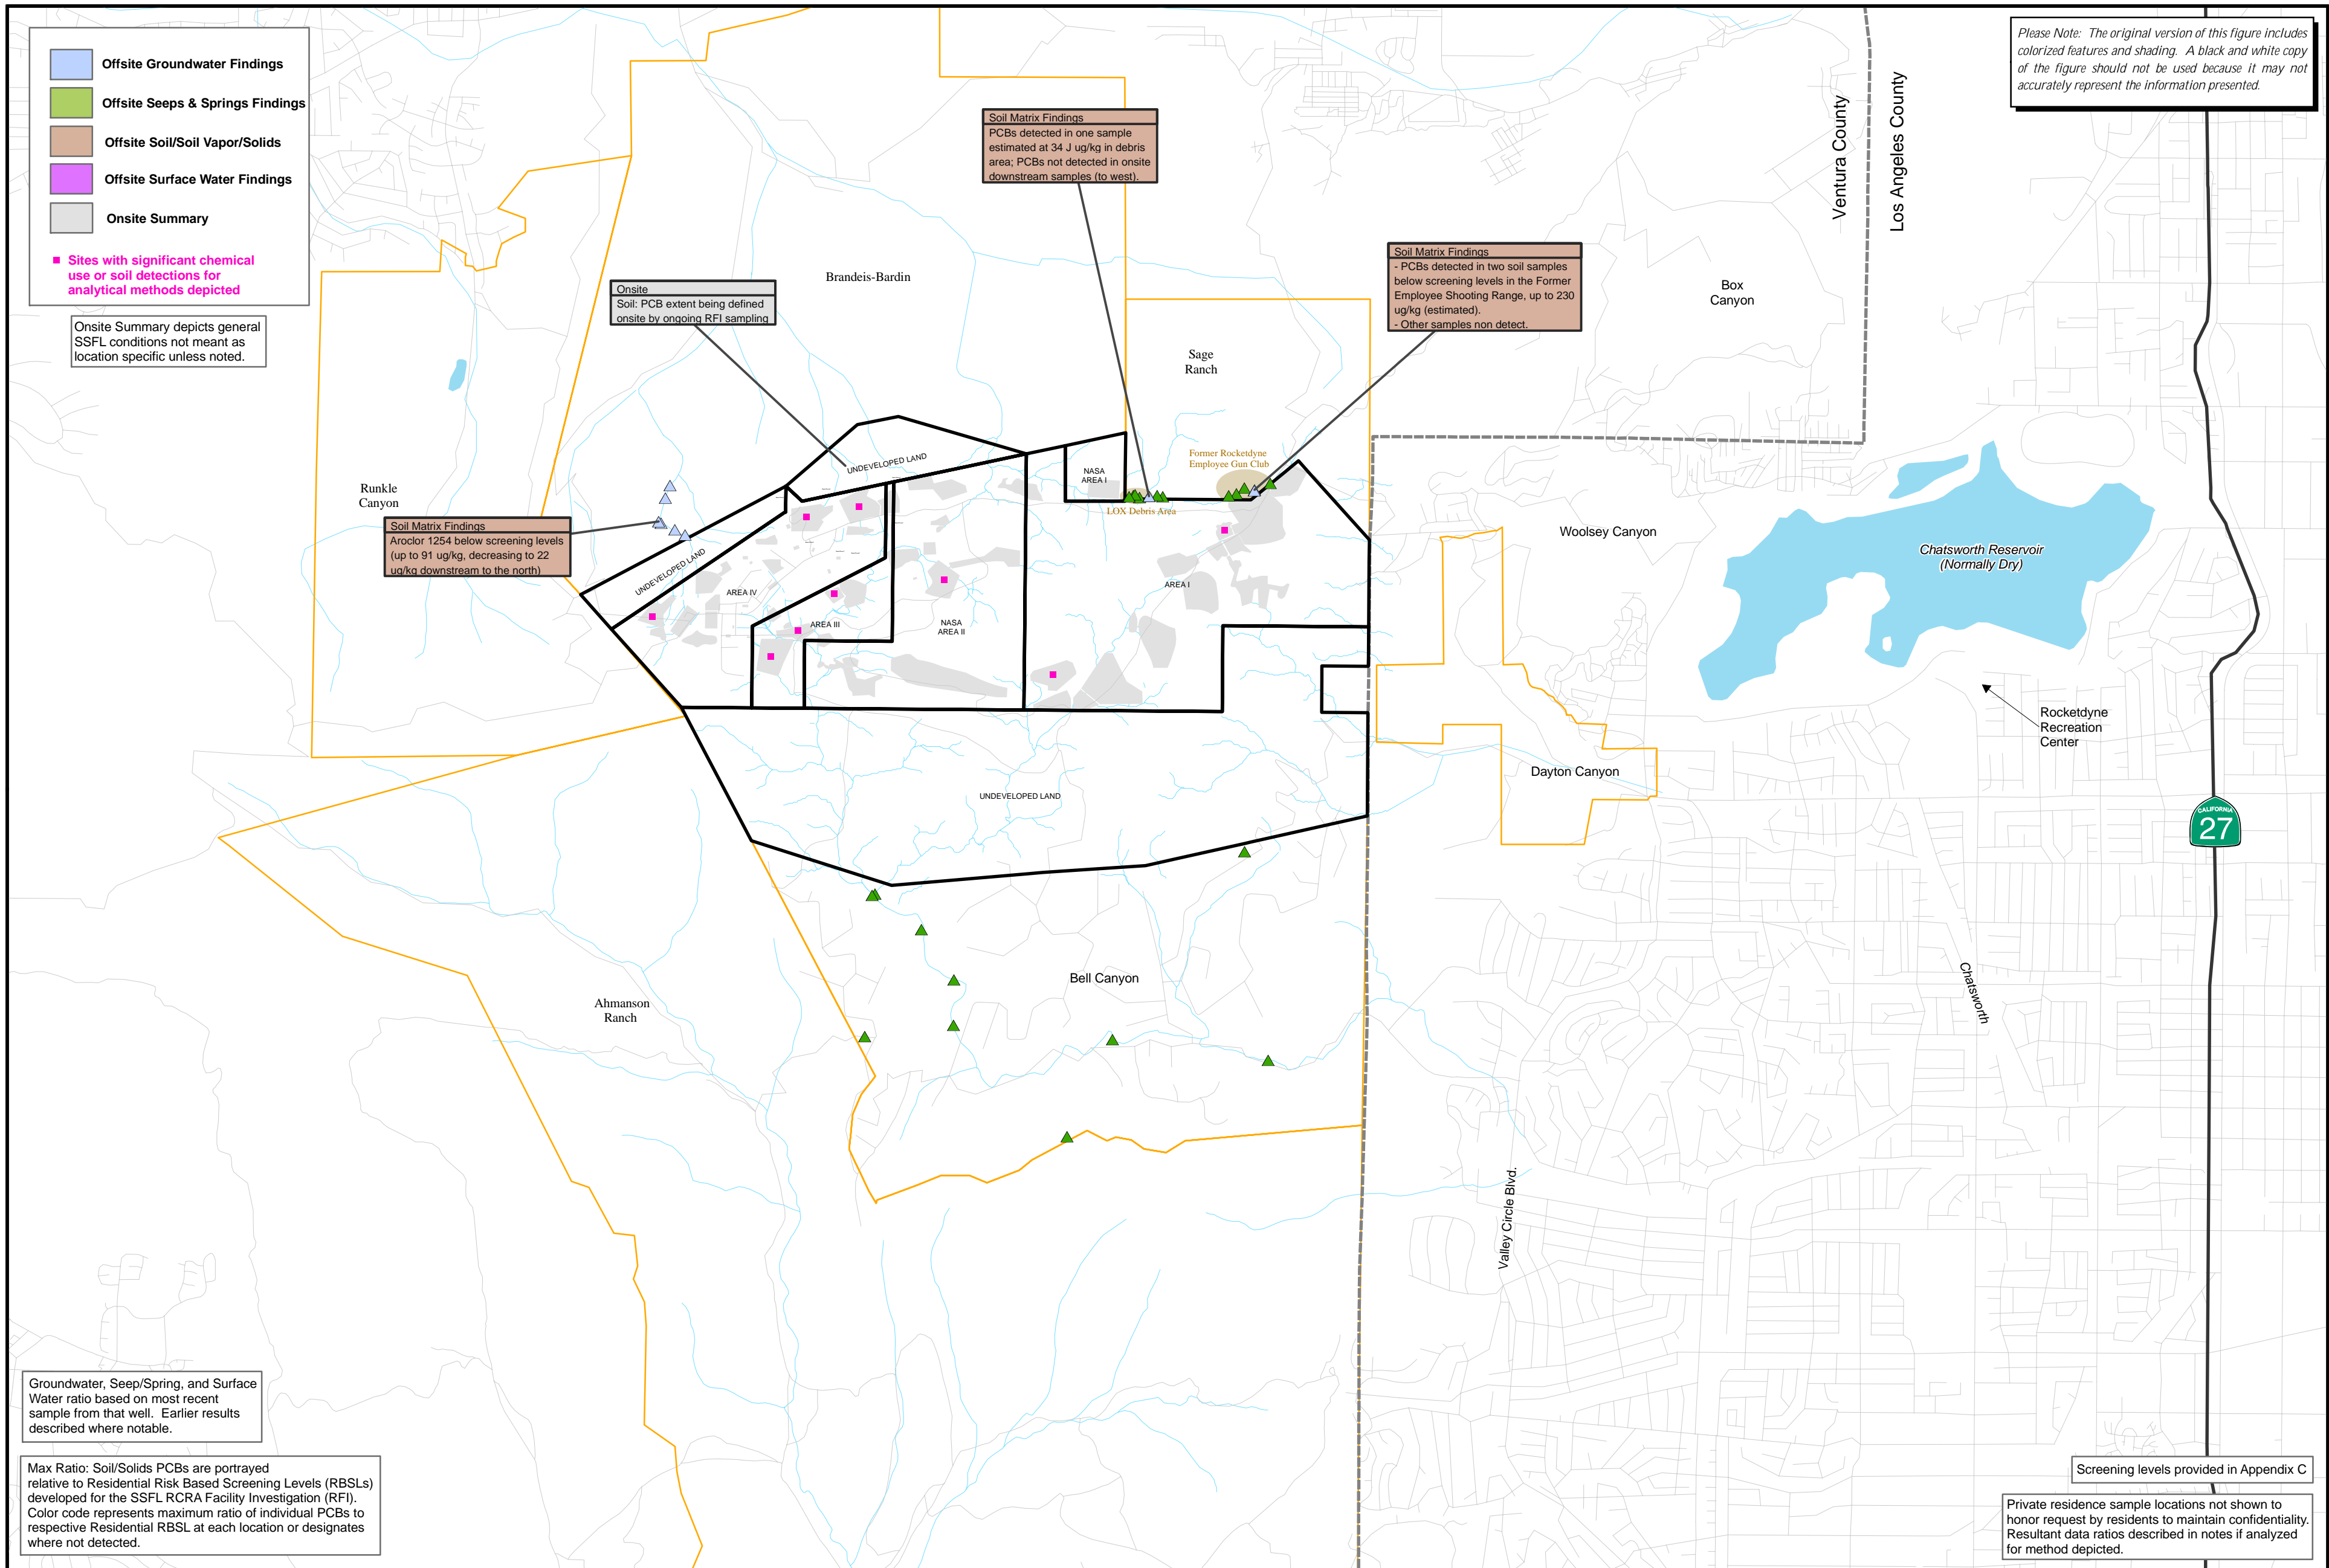 Offsite Groundwater Findings
Offsite Seeps & Springs Findings
Offsite Soil/Soil Vapor/Solids
Offsite Surface Water Findings
Onsite Summary
Sites with significant chemical
use or soil detections for
analytical methods depicted
Onsite Summary depicts general
SSFL conditions not meant as
location specific unless noted.
Please Note: The original version of this figure includes
colorized features and shading. A black and white copy
of the figure should not be used because it may not
accurately represent the information presented.
Ventura County
Los Angeles County
Soil Matrix Findings
PCBs detected in one sample
estimated at 34 J ug/kg in debris
area; PCBs not detected in onsite
downstream samples (to west).
Soil Matrix Findings
- PCBs detected in two soil samples
below screening levels in the Former
Employee Shooting Range, up to 230
ug/kg (estimated).
- Other samples non detect.
Onsite
Soil: PCB extent being defined
onsite by ongoing RFI sampling
Brandeis-Bardin
Box
Canyon
Sage
Ranch
Runkle
Canyon
Soil Matrix Findings
Aroclor 1254 below screening levels
(up to 91 ug/kg, decreasing to 22
ug/kg downstream to the north)
UNDEVELOPED LAND
NASA
AREA I
Former Rocketdyne
Employee Gun Club
LOX Debris Area
Woolsey Canyon
Chatsworth Reservoir
(Normally Dry)
UNDEVELOPED LAND
AREA IV
AREA III
NASA
AREA II
AREA I
Rocketdyne
Recreation
Center
Dayton Canyon
UNDEVELOPED LAND
CALIFORNIA
27
Bell Canyon
Ahmanson
Ranch
Chatsworth
Valley Circle Blvd.
Groundwater, Seep/Spring, and Surface
Water ratio based on most recent
sample from that well. Earlier results
described where notable.
Max Ratio: Soil/Solids PCBs are portrayed
relative to Residential Risk Based Screening Levels (RBSLs)
developed for the SSFL RCRA Facility Investigation (RFI).
Color code represents maximum ratio of individual PCBs to
respective Residential RBSL at each location or designates
where not detected.
Screening levels provided in Appendix C
Private residence sample locations not shown to
honor request by residents to maintain confidentiality.
Resultant data ratios described in notes if analyzed
for method depicted.